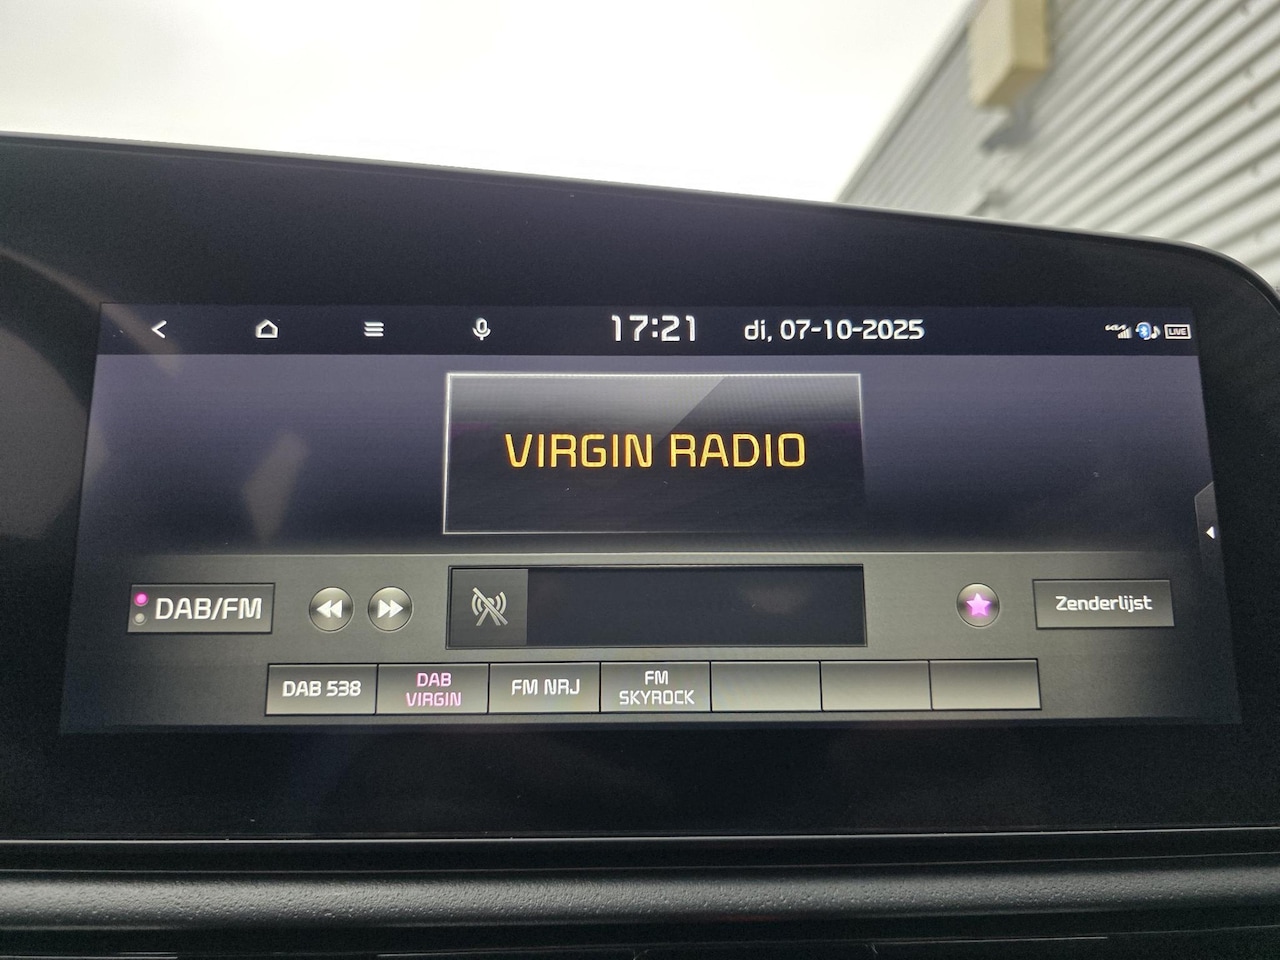 17:21 di, 07-10-2025 LIVE
VIRGIN RADIO
DAB/FM
Zenderlijst
DAB 538
DAB
VIRGIN
FM NRJ
FM
SKYROCK